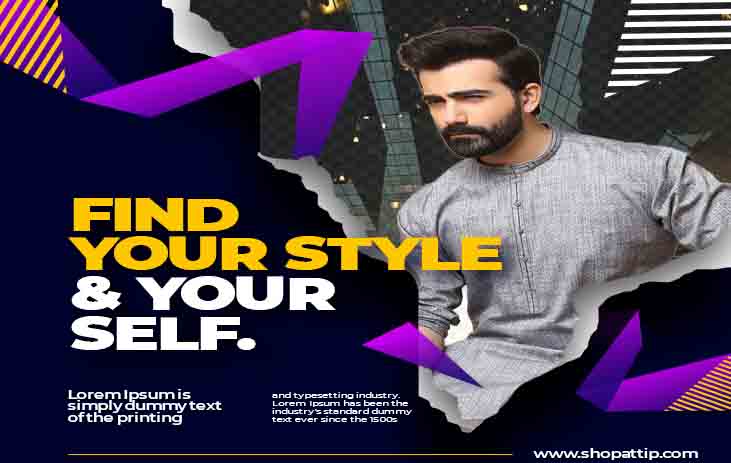 FIND
YOUR STYLE
& YOUR
SELF.
Lorem Ipsum is
simply dummy text
of the printing
and typesetting industry.
Lorem Ipsum has been the
industry's standard dummy
text ever since the 1500s
www.shopattip.com